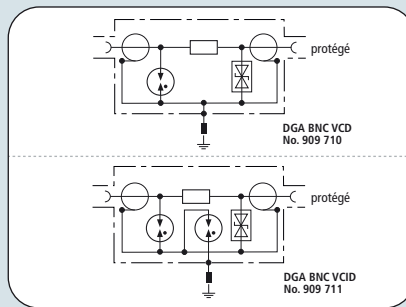 protégé
DGA BNC VCD
No. 909 710
protégé
DGA BNC VCID
No. 909 711